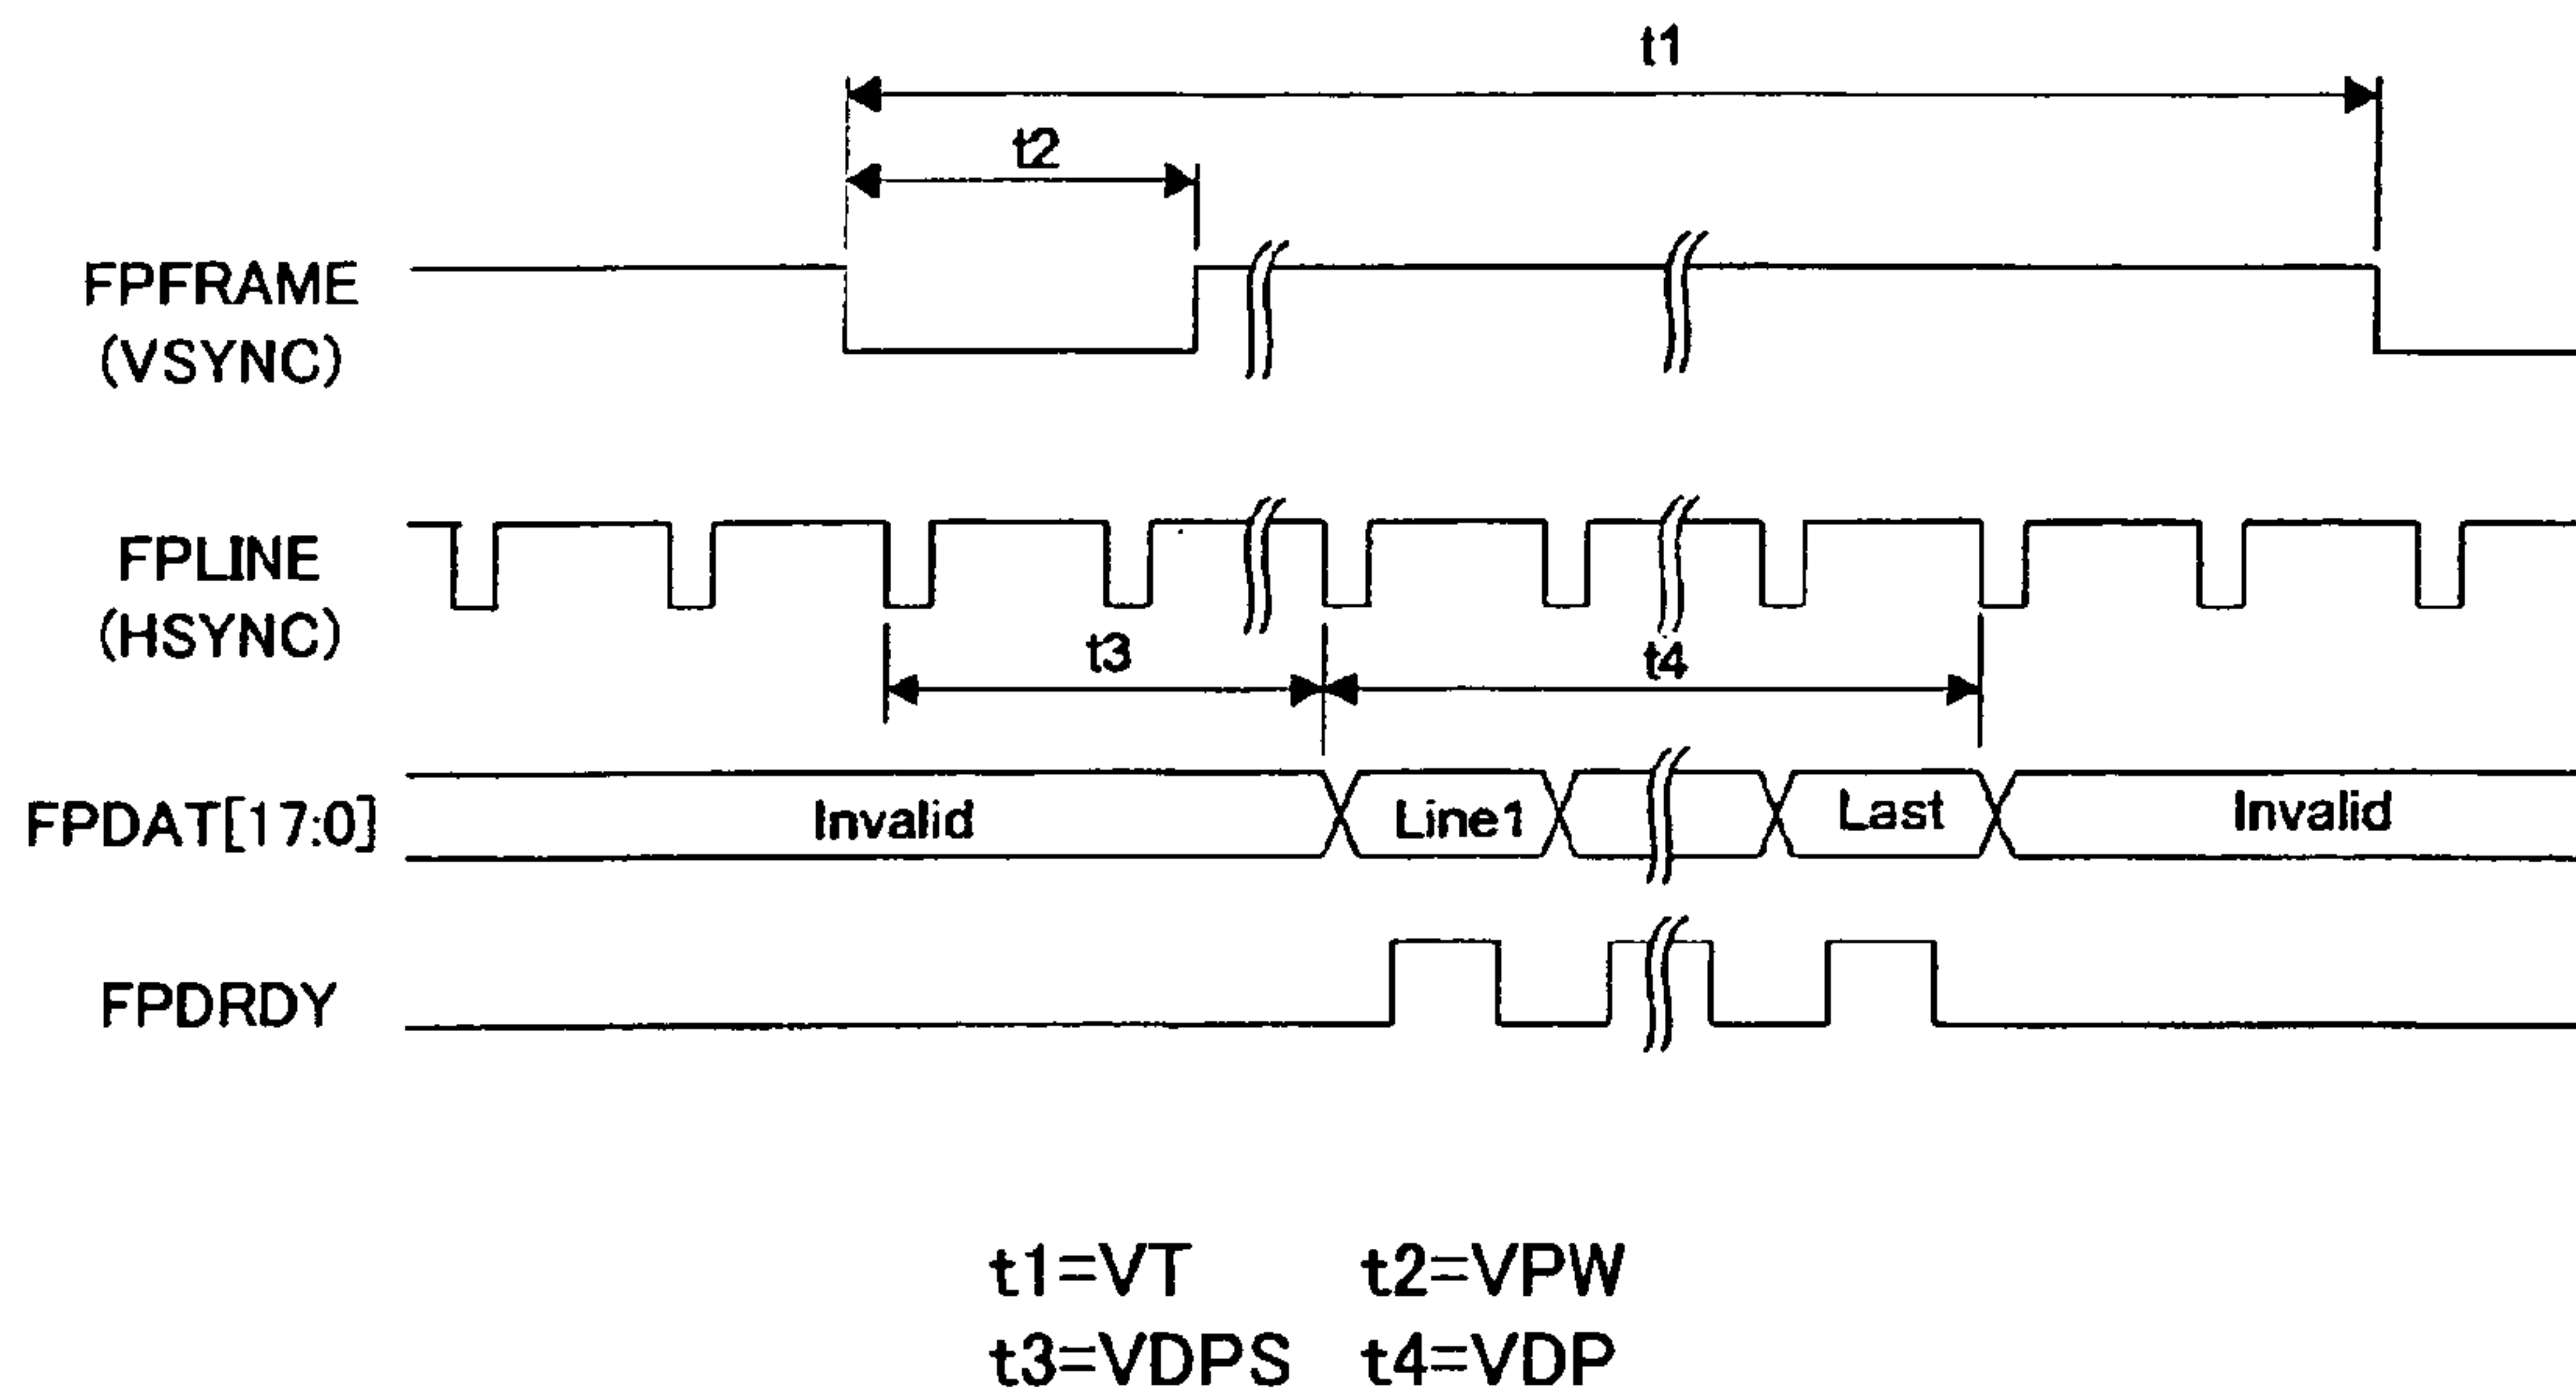 t1
t2
FPFRAME
(VSYNC)
FPLINE
(HSYNC)
t3
t4
FPDAT[17:0]
Invalid
Line1
Last
Invalid
FPDRDY
t1=VT t2=VPW
t3=VDPS t4=VDP